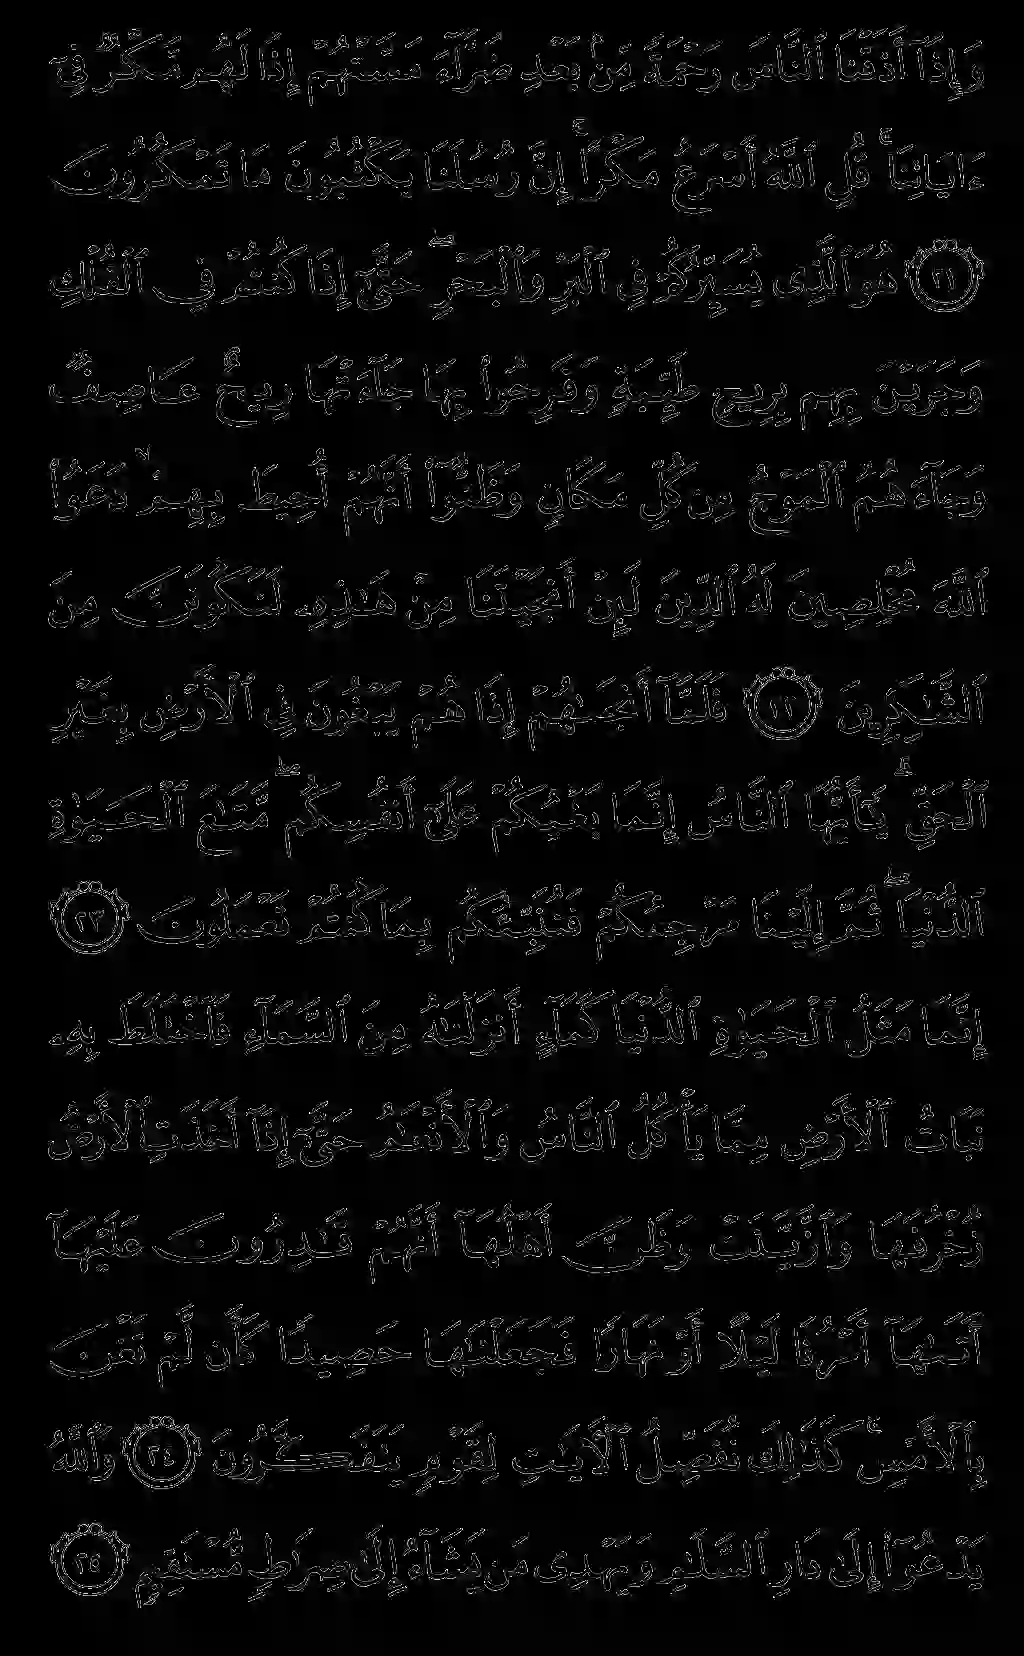 وَإِذَآ أَذَقْنَا ٱلنَّاسَ رَحْمَةً مِّنۢ بَعْدِ ضَرَّآءَ مَسَّتْهُمْ إِذَا لَهُم مَّكْرٌ فِىٓ
ءَايَاتِنَا ۚ قُلِ ٱللَّهُ أَسْرَعُ مَكْرًا ۚ إِنَّ رُسُلَنَا يَكْتُبُونَ مَا تَمْكُرُونَ
٢١ هُوَ ٱلَّذِى يُسَيِّرُكُمْ فِى ٱلْبَرِّ وَٱلْبَحْرِ ۖ حَتَّىٰٓ إِذَا كُنتُمْ فِى ٱلْفُلْكِ
وَجَرَيْنَ بِهِم بِرِيحٍ طَيِّبَةٍ وَفَرِحُوا۟ بِهَا جَآءَتْهَا رِيحٌ عَاصِفٌ
وَجَآءَهُمُ ٱلْمَوْجُ مِن كُلِّ مَكَانٍ وَظَنُّوٓا۟ أَنَّهُمْ أُحِيطَ بِهِمْ ۙ دَعَوُا۟
ٱللَّهَ مُخْلِصِينَ لَهُ ٱلدِّينَ لَئِنْ أَنجَيْتَنَا مِنْ هَـٰذِهِۦ لَنَكُونَنَّ مِنَ
ٱلشَّـٰكِرِينَ ٢٢ فَلَمَّآ أَنجَىٰهُمْ إِذَا هُمْ يَبْغُونَ فِى ٱلْأَرْضِ بِغَيْرِ
ٱلْحَقِّ ۗ يَـٰٓأَيُّهَا ٱلنَّاسُ إِنَّمَا بَغْيُكُمْ عَلَىٰٓ أَنفُسِكُم ۖ مَّتَـٰعَ ٱلْحَيَوٰةِ
ٱلدُّنْيَا ۖ ثُمَّ إِلَيْنَا مَرْجِعُكُمْ فَنُنَبِّئُكُم بِمَا كُنتُمْ تَعْمَلُونَ ٢٣
إِنَّمَا مَثَلُ ٱلْحَيَوٰةِ ٱلدُّنْيَا كَمَآءٍ أَنزَلْنَـٰهُ مِنَ ٱلسَّمَآءِ فَٱخْتَلَطَ بِهِۦ
نَبَاتُ ٱلْأَرْضِ مِمَّا يَأْكُلُ ٱلنَّاسُ وَٱلْأَنْعَـٰمُ حَتَّىٰٓ إِذَآ أَخَذَتِ ٱلْأَرْضُ
زُخْرُفَهَا وَٱزَّيَّنَتْ وَظَنَّ أَهْلُهَآ أَنَّهُمْ قَـٰدِرُونَ عَلَيْهَآ
أَتَىٰهَآ أَمْرُنَا لَيْلًا أَوْ نَهَارًا فَجَعَلْنَـٰهَا حَصِيدًا كَأَن لَّمْ تَغْنَ
بِٱلْأَمْسِ ۚ كَذَٰلِكَ نُفَصِّلُ ٱلْـَٔايَـٰتِ لِقَوْمٍ يَتَفَكَّرُونَ ٢٤ وَٱللَّهُ
يَدْعُوٓا۟ إِلَىٰ دَارِ ٱلسَّلَـٰمِ وَيَهْدِى مَن يَشَآءُ إِلَىٰ صِرَٰطٍ مُّسْتَقِيمٍ ٢٥